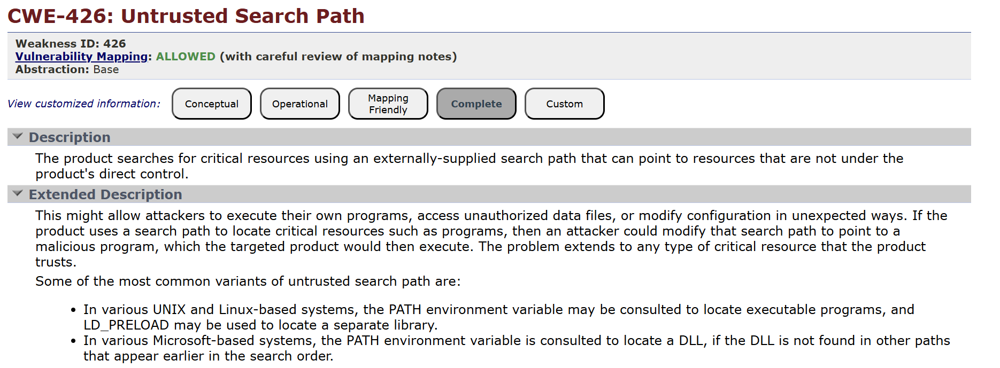 CWE-426: Untrusted Search Path
Weakness ID: 426
Vulnerability Mapping: ALLOWED (with careful review of mapping notes)
Abstraction: Base
View customized information:
Conceptual
Operational
Mapping
Friendly
Complete
Custom
Description
The product searches for critical resources using an externally-supplied search path that can point to resources that are not under the
product's direct control.
Extended Description
This might allow attackers to execute their own programs, access unauthorized data files, or modify configuration in unexpected ways. If the
product uses a search path to locate critical resources such as programs, then an attacker could modify that search path to point to a
malicious program, which the targeted product would then execute. The problem extends to any type of critical resource that the product
trusts.
Some of the most common variants of untrusted search path are:
• In various UNIX and Linux-based systems, the PATH environment variable may be consulted to locate executable programs, and
LD_PRELOAD may be used to locate a separate library.
• In various Microsoft-based systems, the PATH environment variable is consulted to locate a DLL, if the DLL is not found in other paths
that appear earlier in the search order.